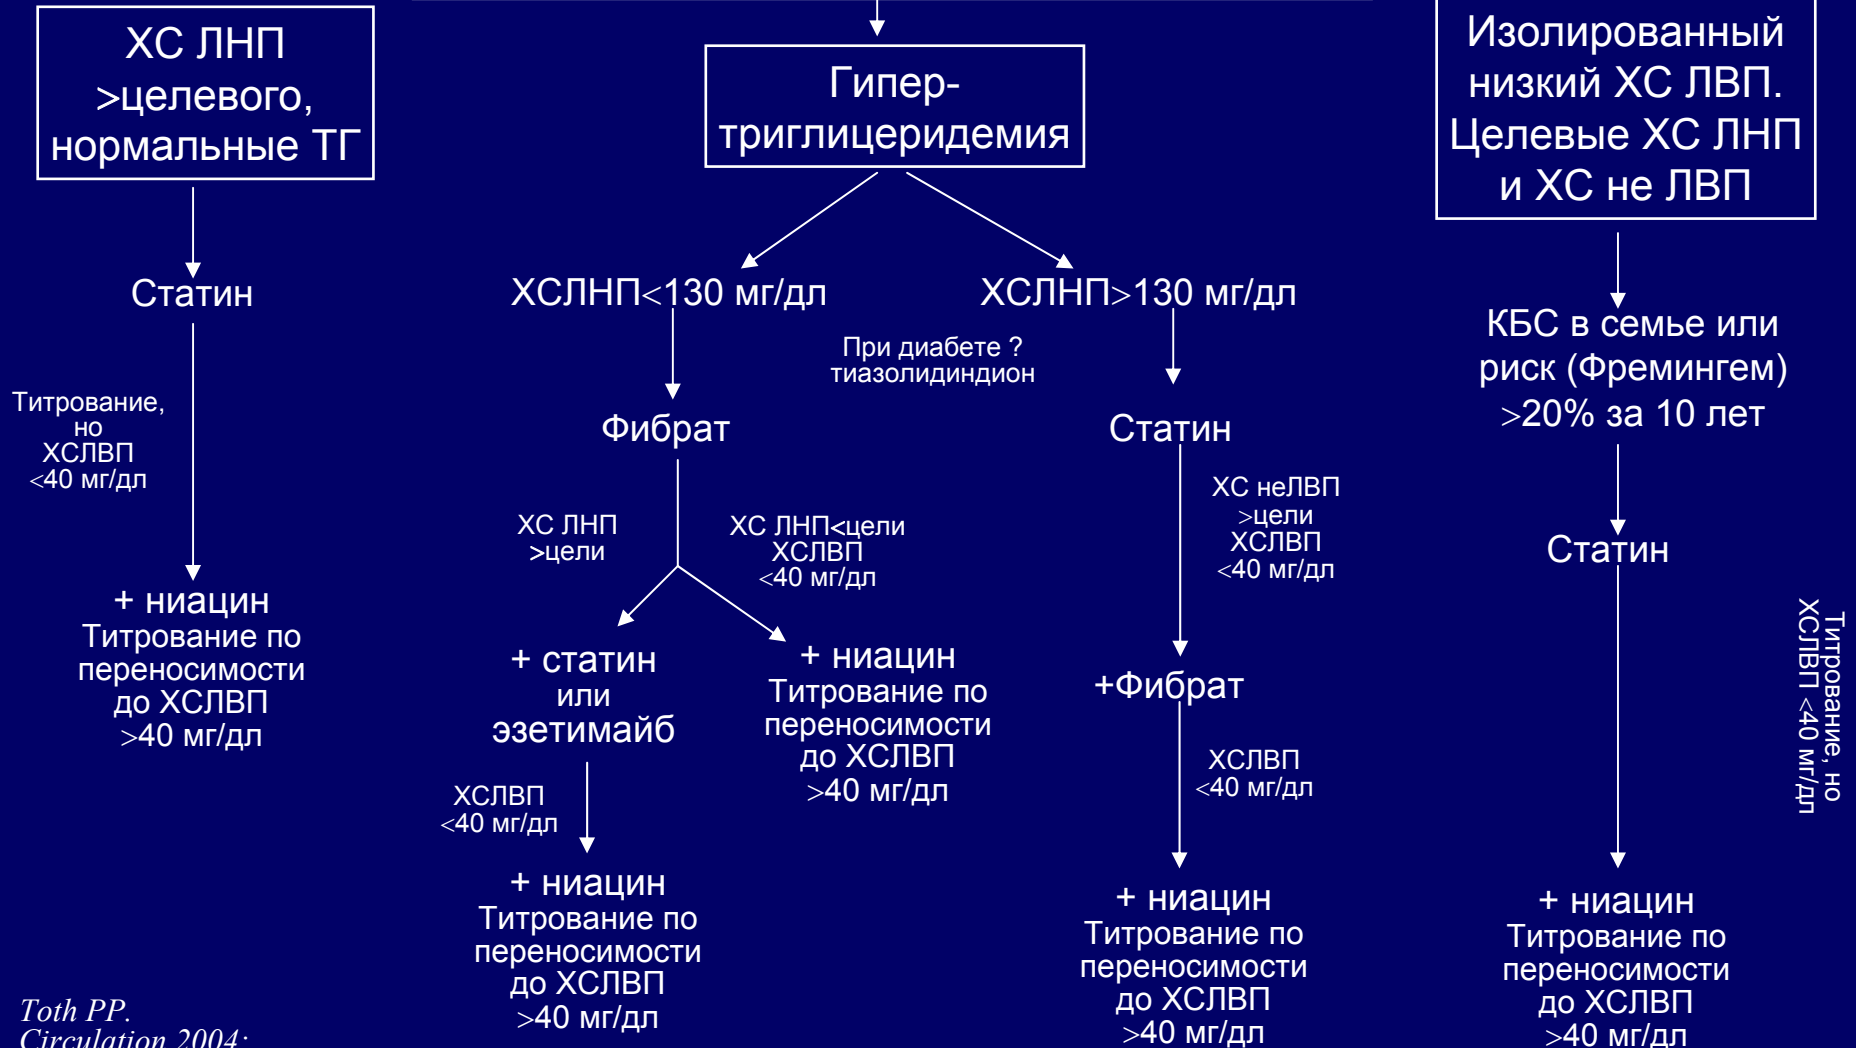 ХС ЛНП
>целевого,
нормальные ТГ
Статин
Титрование,
но
ХСЛВП
<40 мг/дл
+ ниацин
Титрование по
переносимости
до ХСЛВП
>40 мг/дл
Гипер-
триглицеридемия
ХСЛНП<130 мг/дл
ХСЛНП>130 мг/дл
При диабете ?
тиазолидиндион
Фибрат
ХС ЛНП
>цели
ХС ЛНП<цели
ХСЛВП
<40 мг/дл
+ статин
или
эзетимайб
+ ниацин
Титрование по
переносимости
до ХСЛВП
>40 мг/дл
ХСЛВП
<40 мг/дл
+ ниацин
Титрование по
переносимости
до ХСЛВП
>40 мг/дл
Статин
ХС неЛВП
>цели
ХСЛВП
<40 мг/дл
+Фибрат
ХСЛВП
<40 мг/дл
+ ниацин
Титрование по
переносимости
до ХСЛВП
>40 мг/дл
Изолированный
низкий ХС ЛВП.
Целевые ХС ЛНП
и ХС не ЛВП
КБС в семье или
риск (Фремингем)
>20% за 10 лет
Статин
Титрование, но
ХСЛВП <40 мг/дл
+ ниацин
Титрование по
переносимости
до ХСЛВП
>40 мг/дл
Toth PP.
Circulation 2004;